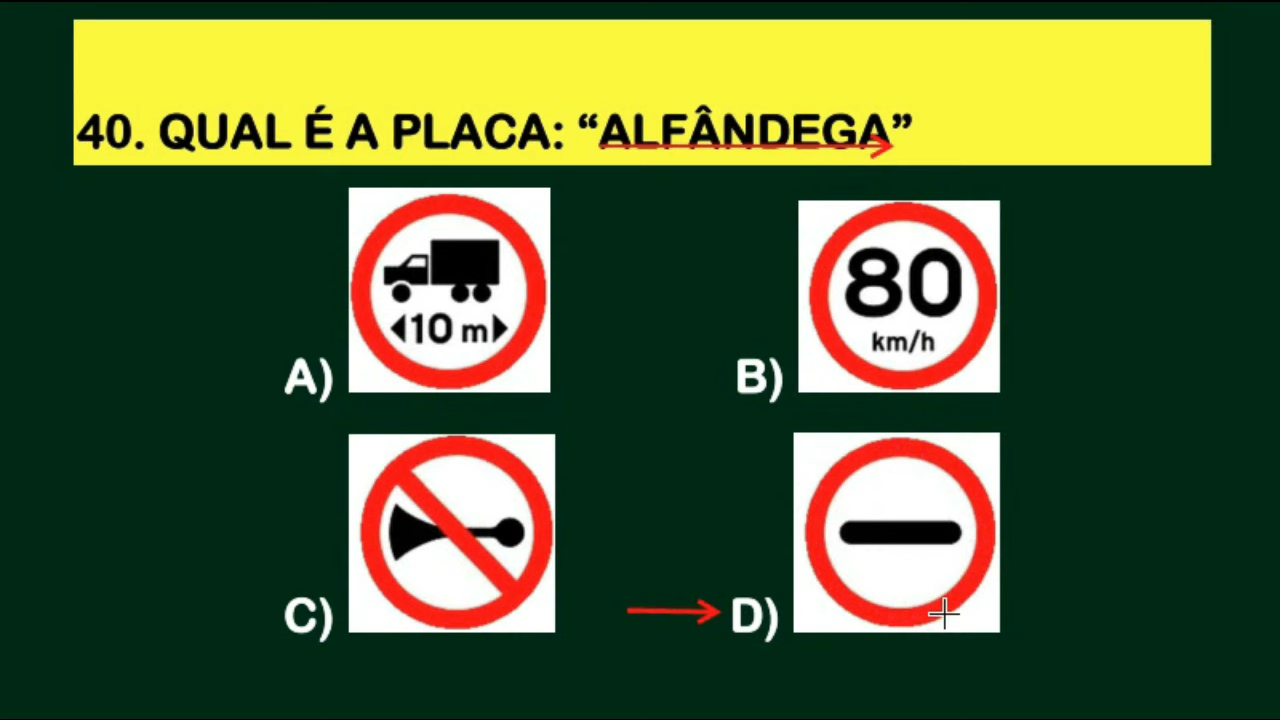 40. QUAL É A PLACA: “ALFÂNDEGA”
10 m
A)
80
km/h
B)
C)
D)